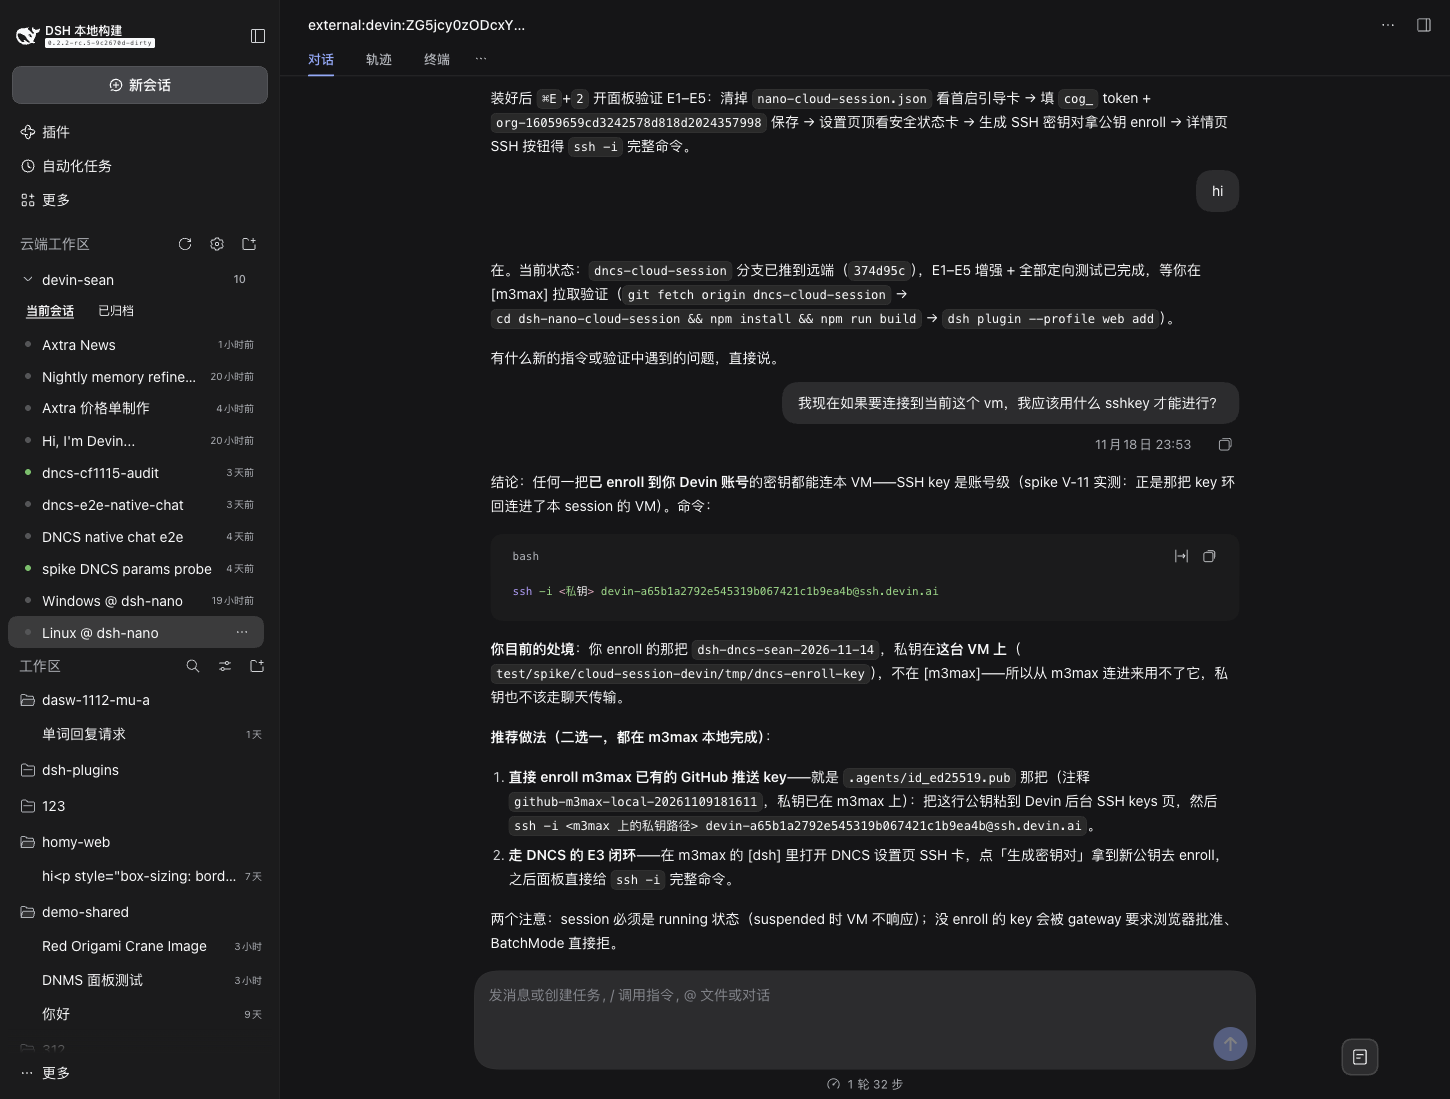 DSH 本地构建
0.2.2-rc.5-9c2670d-dirty
新会话
插件
自动化任务
更多
云端工作区
devin-sean 10
当前会话 已归档
Axtra News 1小时前
Nightly memory refine... 20小时前
Axtra 价格单制作 4小时前
Hi, I'm Devin... 20小时前
dncs-cf1115-audit 3天前
dncs-e2e-native-chat 3天前
DNCS native chat e2e 4天前
spike DNCS params probe 4天前
Windows @ dsh-nano 19小时前
Linux @ dsh-nano ...
工作区
dasw-1112-mu-a
单词回复请求 1天
dsh-plugins
123
homy-web
hi<p style="box-sizing: bord... 7天
demo-shared
Red Origami Crane Image 3小时
DNMS 面板测试 3小时
你好 9天
312
... 更多
external:devin:ZG5jcy0zODcxY...
对话 轨迹 终端 ...
装好后 ⌘E + 2 开面板验证 E1–E5：清掉 nano-cloud-session.json 看首启引导卡 → 填 cog_ token +
org-16059659cd3242578d818d2024357998 保存 → 设置页顶看安全状态卡 → 生成 SSH 密钥对拿公钥 enroll → 详情页
SSH 按钮得 ssh -i 完整命令。
hi
在。当前状态：dncs-cloud-session 分支已推到远端（374d95c），E1–E5 增强 + 全部定向测试已完成，等你在
[m3max] 拉取验证（git fetch origin dncs-cloud-session →
cd dsh-nano-cloud-session && npm install && npm run build → dsh plugin --profile web add）。
有什么新的指令或验证中遇到的问题，直接说。
我现在如果要连接到当前这个 vm，我应该用什么 sshkey 才能进行?
11月18日 23:53
结论：任何一把已 enroll 到你 Devin 账号的密钥都能连本 VM——SSH key 是账号级（spike V-11 实测：正是那把 key 环
回连进了本 session 的 VM）。命令：
bash
ssh -i <私钥> devin-a65b1a2792e545319b067421c1b9ea4b@ssh.devin.ai
你目前的处境：你 enroll 的那把 dsh-dncs-sean-2026-11-14，私钥在这台 VM 上（
test/spike/cloud-session-devin/tmp/dncs-enroll-key），不在 [m3max]——所以从 m3max 连进来用不了它，私
钥也不该走聊天传输。
推荐做法（二选一，都在 m3max 本地完成）：
1. 直接 enroll m3max 已有的 GitHub 推送 key——就是 .agents/id_ed25519.pub 那把（注释
github-m3max-local-20261109181611，私钥已在 m3max 上）：把这行公钥粘到 Devin 后台 SSH keys 页，然后
ssh -i <m3max 上的私钥路径> devin-a65b1a2792e545319b067421c1b9ea4b@ssh.devin.ai。
2. 走 DNCS 的 E3 闭环——在 m3max 的 [dsh] 里打开 DNCS 设置页 SSH 卡，点「生成密钥对」拿到新公钥去 enroll，
之后面板直接给 ssh -i 完整命令。
两个注意：session 必须是 running 状态（suspended 时 VM 不响应）；没 enroll 的 key 会被 gateway 要求浏览器批准、
BatchMode 直接拒。
发消息或创建任务, / 调用指令, @ 文件或对话
1 轮 32 步